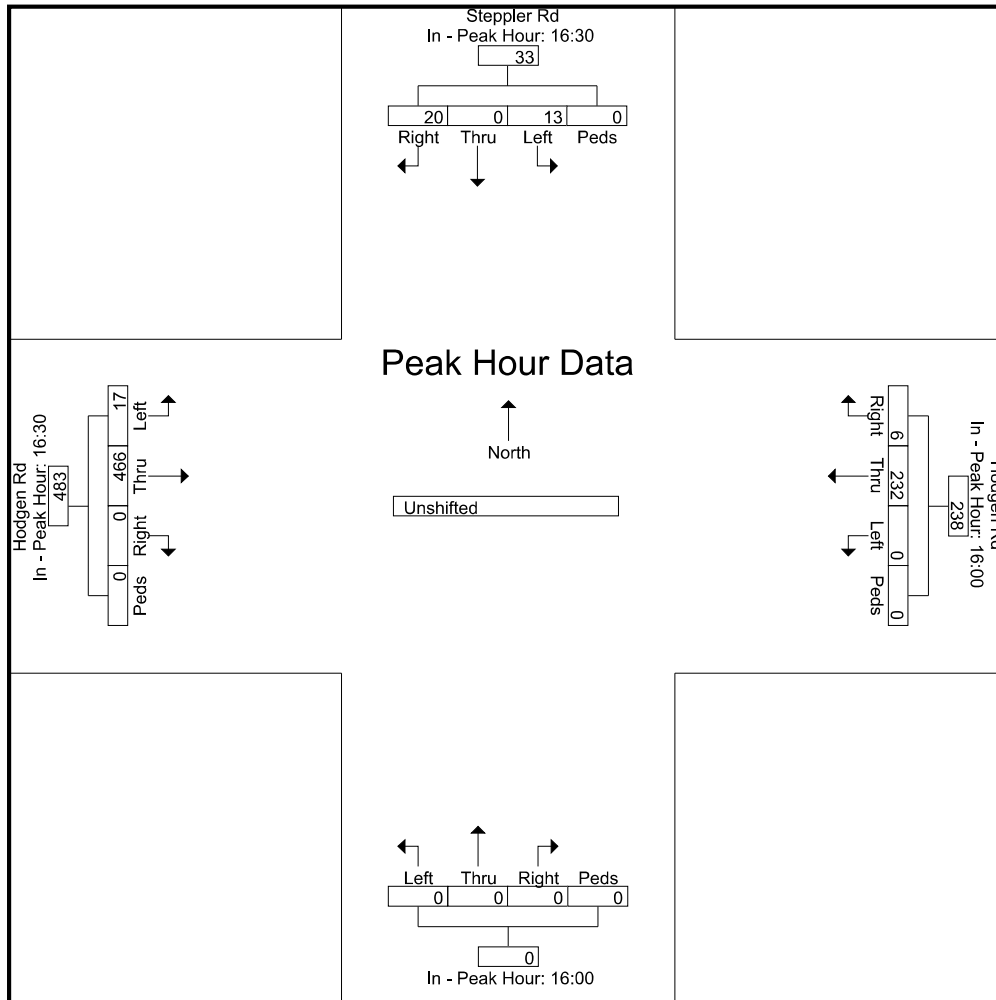 Steppler Rd
In - Peak Hour: 16:30
33
20 0 13 0
Right Thru Left Peds
Peak Hour Data
North
Unshifted
Hodgen Rd
In - Peak Hour: 16:30
483
17 466 0 0
Left Thru Right Peds
Hodgen Rd
In - Peak Hour: 16:00
238
6 232 0 0
Right Thru Left Peds
Left Thru Right Peds
0 0 0 0
0
In - Peak Hour: 16:00